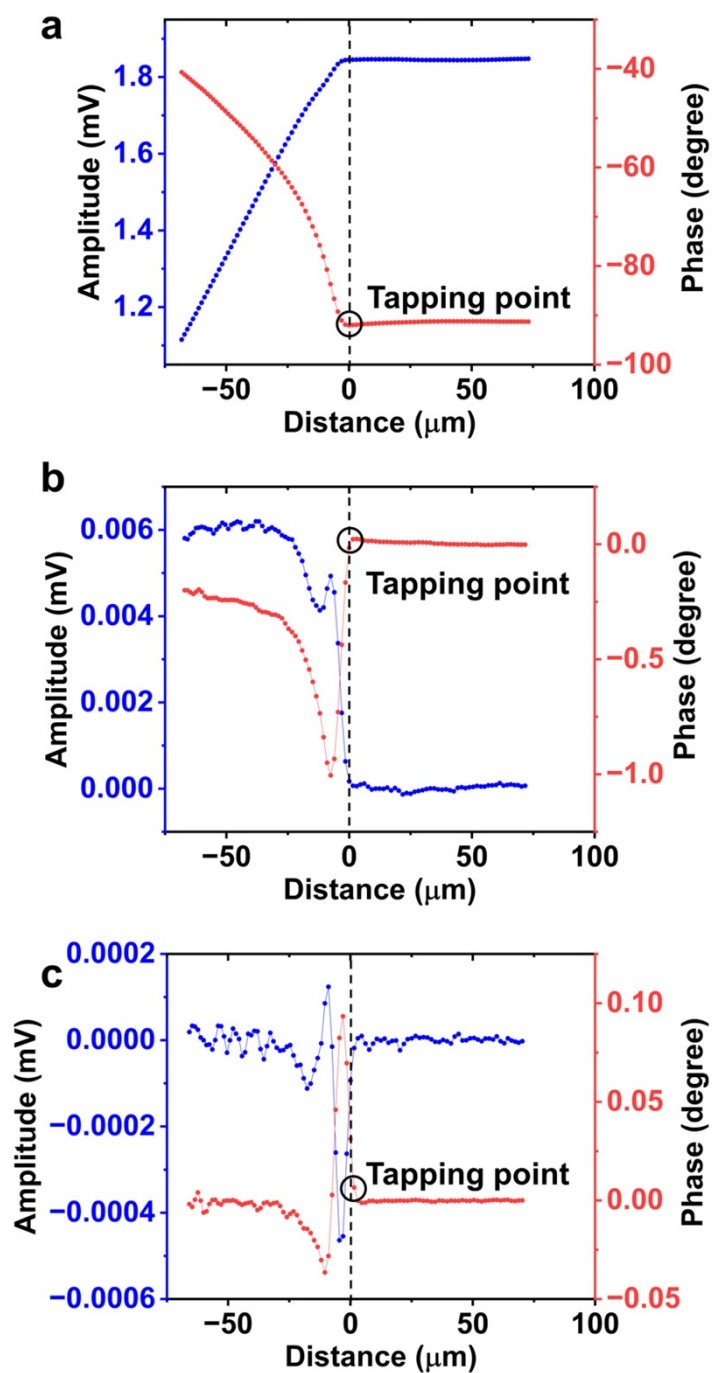 a
Amplitude (mV)
1.8
1.6
1.4
1.2
−40
−60
−80
−100
Phase (degree)
Tapping point
−50 0 50 100
Distance (μm)
b
Amplitude (mV)
0.006
0.004
0.002
0.000
0.0
−0.5
−1.0
Phase (degree)
Tapping point
−50 0 50 100
Distance (μm)
c
Amplitude (mV)
0.0002
0.0000
−0.0002
−0.0004
−0.0006
0.10
0.05
0.00
−0.05
Phase (degree)
Tapping point
−50 0 50 100
Distance (μm)